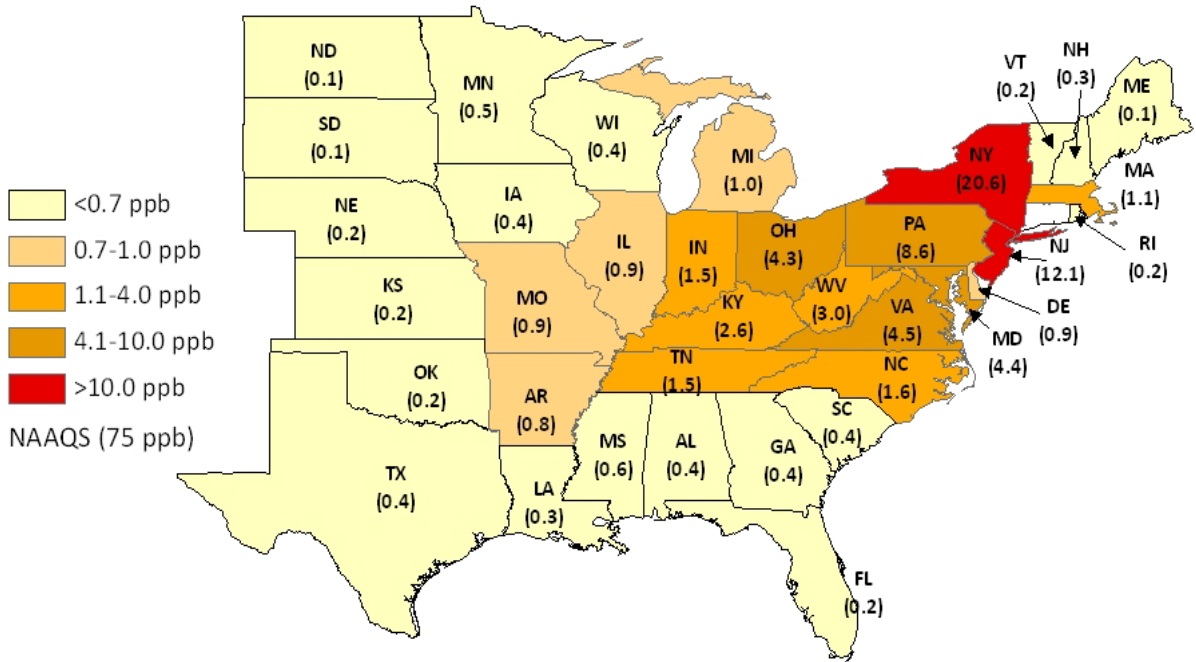 <0.7 ppb
0.7-1.0 ppb
1.1-4.0 ppb
4.1-10.0 ppb
>10.0 ppb
NAAQS (75 ppb)
ND
(0.1)
MN
(0.5)
SD
(0.1)
WI
(0.4)
NE
(0.2)
IA
(0.4)
MI
(1.0)
KS
(0.2)
MO
(0.9)
IL
(0.9)
IN
(1.5)
OH
(4.3)
PA
(8.6)
NY
(20.6)
VT
(0.2)
NH
(0.3)
ME
(0.1)
MA
(1.1)
RI
(0.2)
NJ
(12.1)
DE
(0.9)
MD
(4.4)
WV
(3.0)
VA
(4.5)
KY
(2.6)
TN
(1.5)
NC
(1.6)
OK
(0.2)
AR
(0.8)
TX
(0.4)
LA
(0.3)
MS
(0.6)
AL
(0.4)
GA
(0.4)
SC
(0.4)
FL
(0.2)